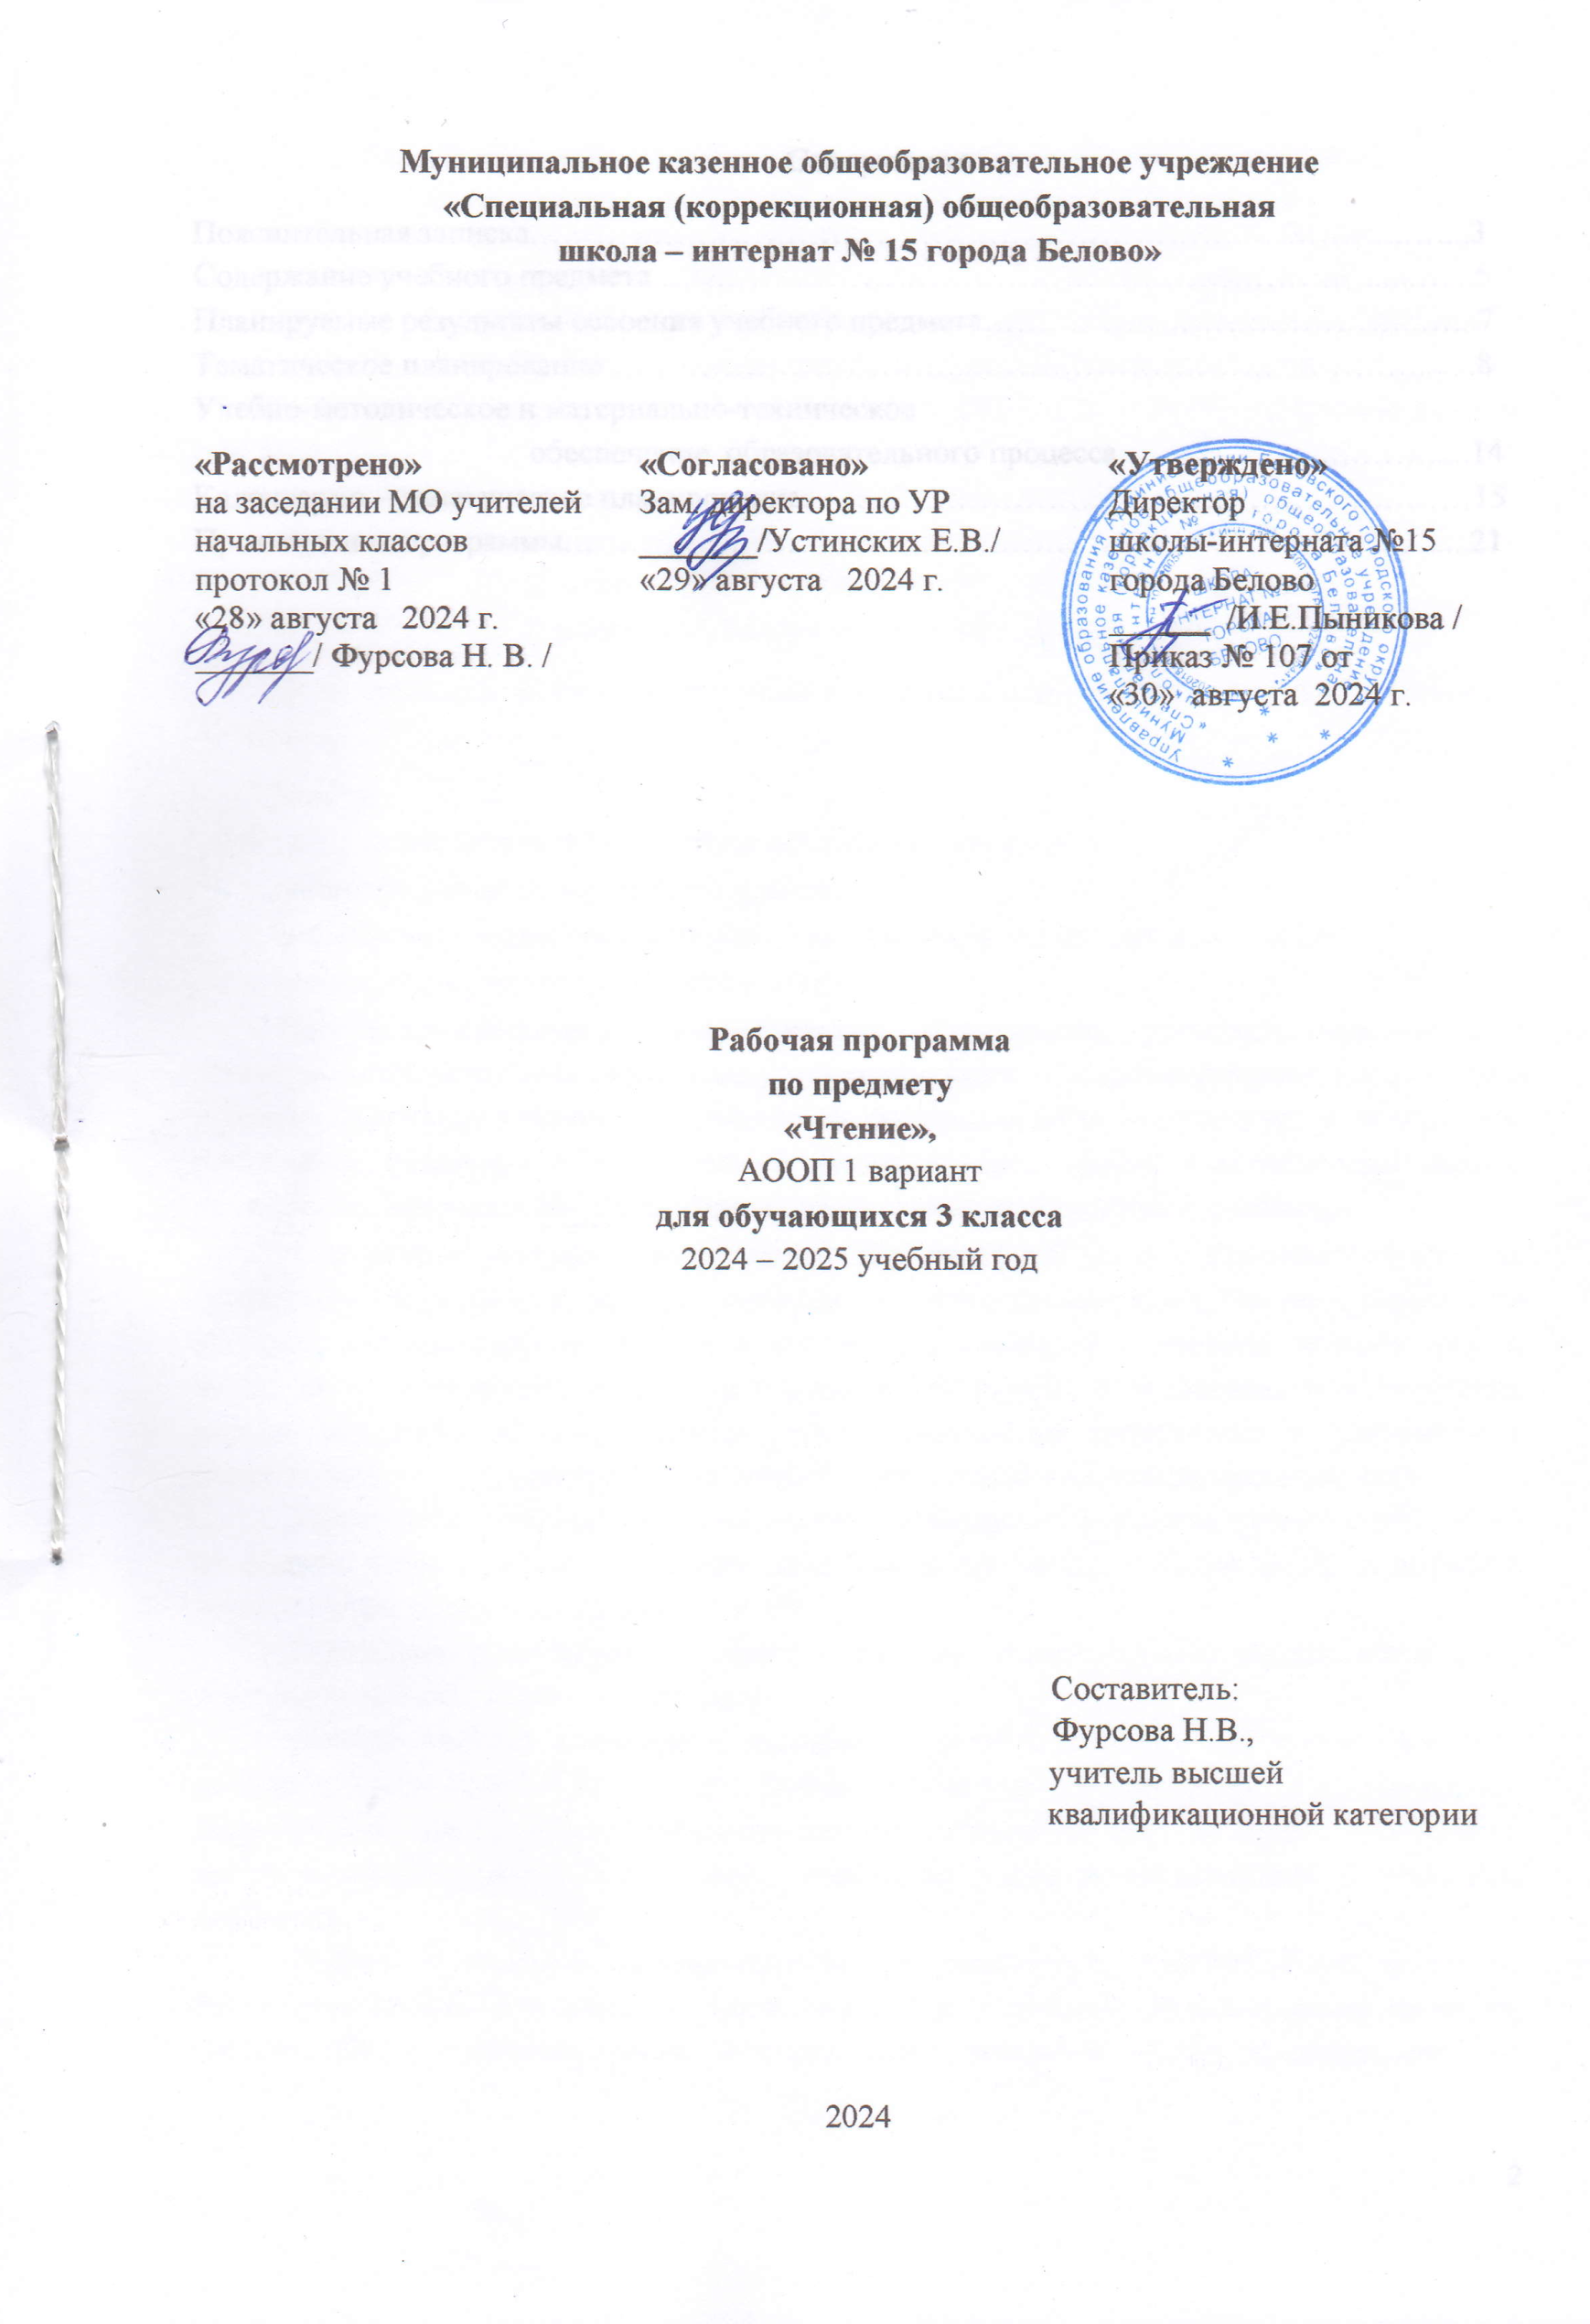 Муниципальное казенное общеобразовательное учреждение
«Специальная (коррекционная) общеобразовательная
школа – интернат № 15 города Белово»
«Рассмотрено»
на заседании МО учителей
начальных классов
протокол № 1
«28» августа 2024 г.
/ Фурсова Н. В. /
«Согласовано»
Зам. директора по УР
/Устинских Е.В./
«29» августа 2024 г.
«Утверждено»
Директор
школы-интерната №15
города Белово
/И.Е.Пыникова /
Приказ № 107 от
«30» августа 2024 г.
Рабочая программа
по предмету
«Чтение»,
АООП 1 вариант
для обучающихся 3 класса
2024 – 2025 учебный год
Составитель:
Фурсова Н.В.,
учитель высшей
квалификационной категории
2024